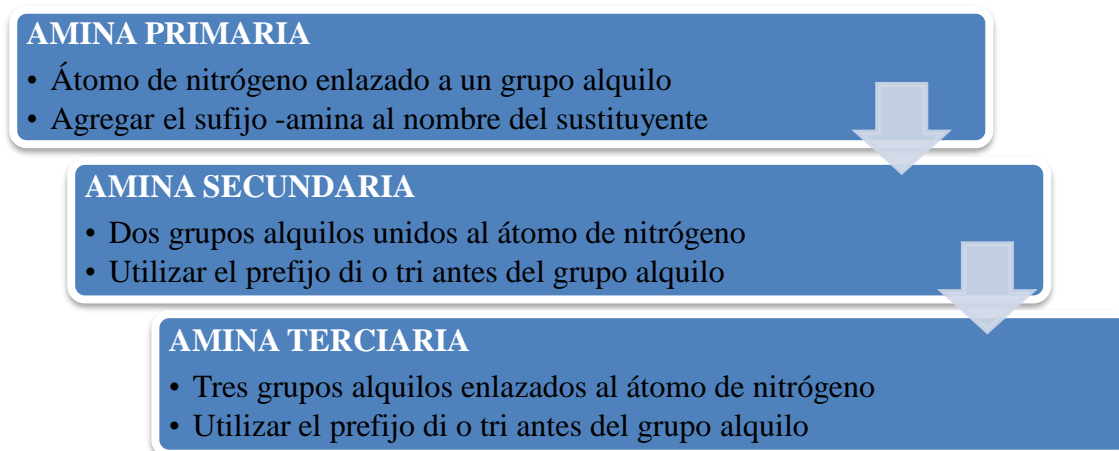 AMINA PRIMARIA
• Átomo de nitrógeno enlazado a un grupo alquilo
• Agregar el sufijo -amina al nombre del sustituyente
AMINA SECUNDARIA
• Dos grupos alquilos unidos al átomo de nitrógeno
• Utilizar el prefijo di o tri antes del grupo alquilo
AMINA TERCIARIA
• Tres grupos alquilos enlazados al átomo de nitrógeno
• Utilizar el prefijo di o tri antes del grupo alquilo